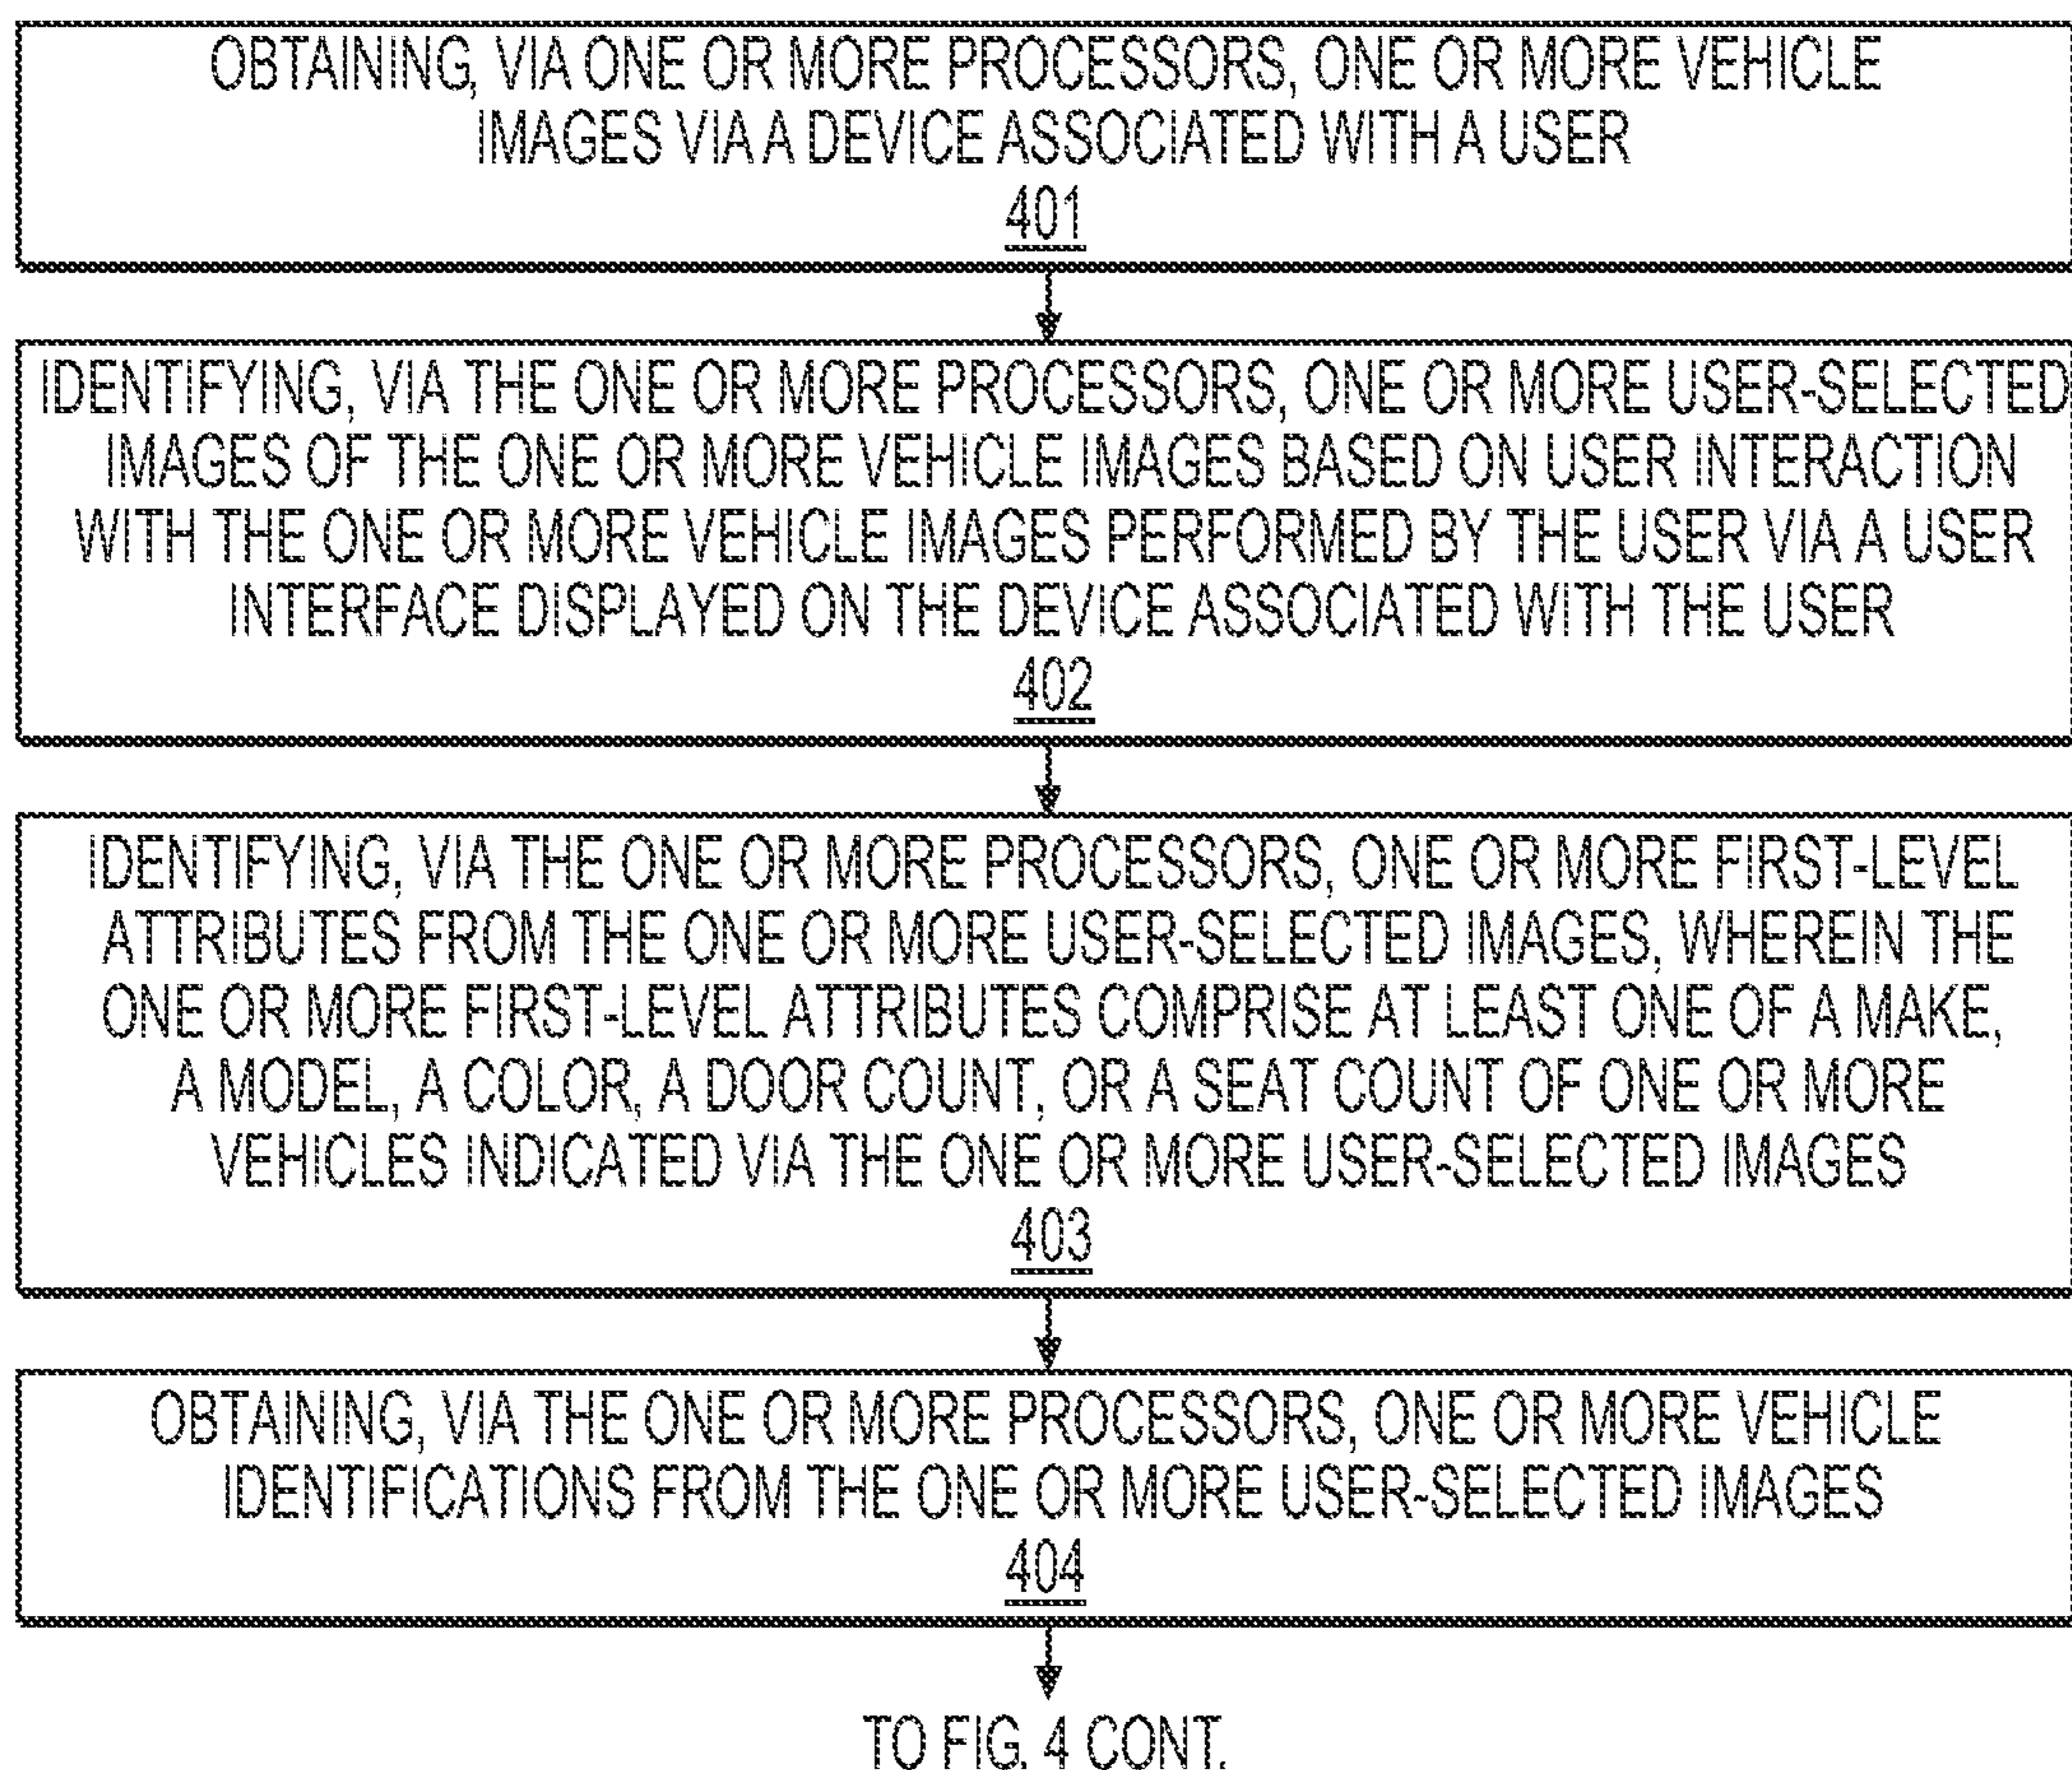 OBTAINING, VIA ONE OR MORE PROCESSORS, ONE OR MORE VEHICLE
IMAGES VIA A DEVICE ASSOCIATED WITH A USER
401
IDENTIFYING, VIA THE ONE OR MORE PROCESSORS, ONE OR MORE USER-SELECTED
IMAGES OF THE ONE OR MORE VEHICLE IMAGES BASED ON USER INTERACTION
WITH THE ONE OR MORE VEHICLE IMAGES PERFORMED BY THE USER VIA A USER
INTERFACE DISPLAYED ON THE DEVICE ASSOCIATED WITH THE USER
402
IDENTIFYING, VIA THE ONE OR MORE PROCESSORS, ONE OR MORE FIRST-LEVEL
ATTRIBUTES FROM THE ONE OR MORE USER-SELECTED IMAGES, WHEREIN THE
ONE OR MORE FIRST-LEVEL ATTRIBUTES COMPRISE AT LEAST ONE OF A MAKE,
A MODEL, A COLOR, A DOOR COUNT, OR A SEAT COUNT OF ONE OR MORE
VEHICLES INDICATED VIA THE ONE OR MORE USER-SELECTED IMAGES
403
OBTAINING, VIA THE ONE OR MORE PROCESSORS, ONE OR MORE VEHICLE
IDENTIFICATIONS FROM THE ONE OR MORE USER-SELECTED IMAGES
404
TO FIG. 4 CONT.